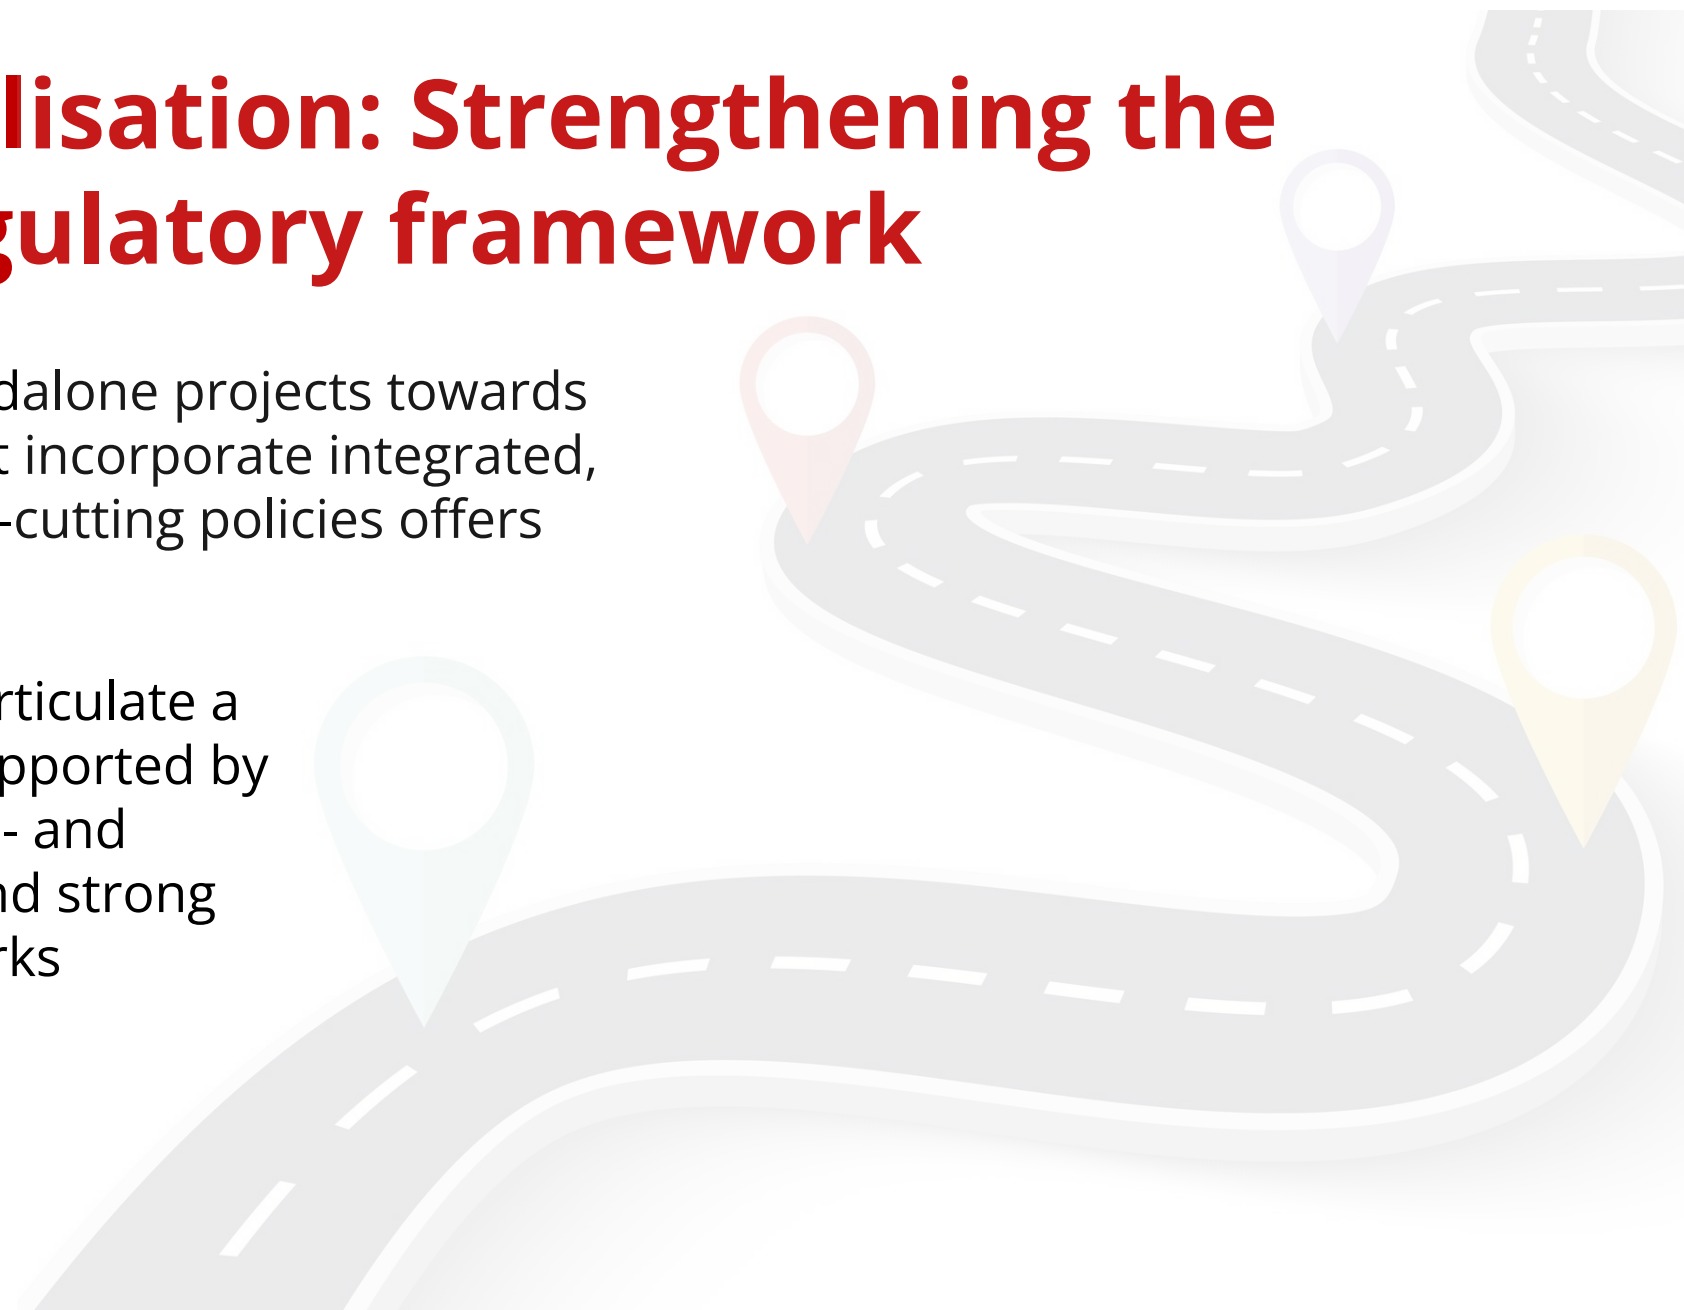 lisation: Strengthening the
gulatory framework
dalone projects towards
t incorporate integrated,
-cutting policies offers
rticulate a
pported by
- and
nd strong
rks